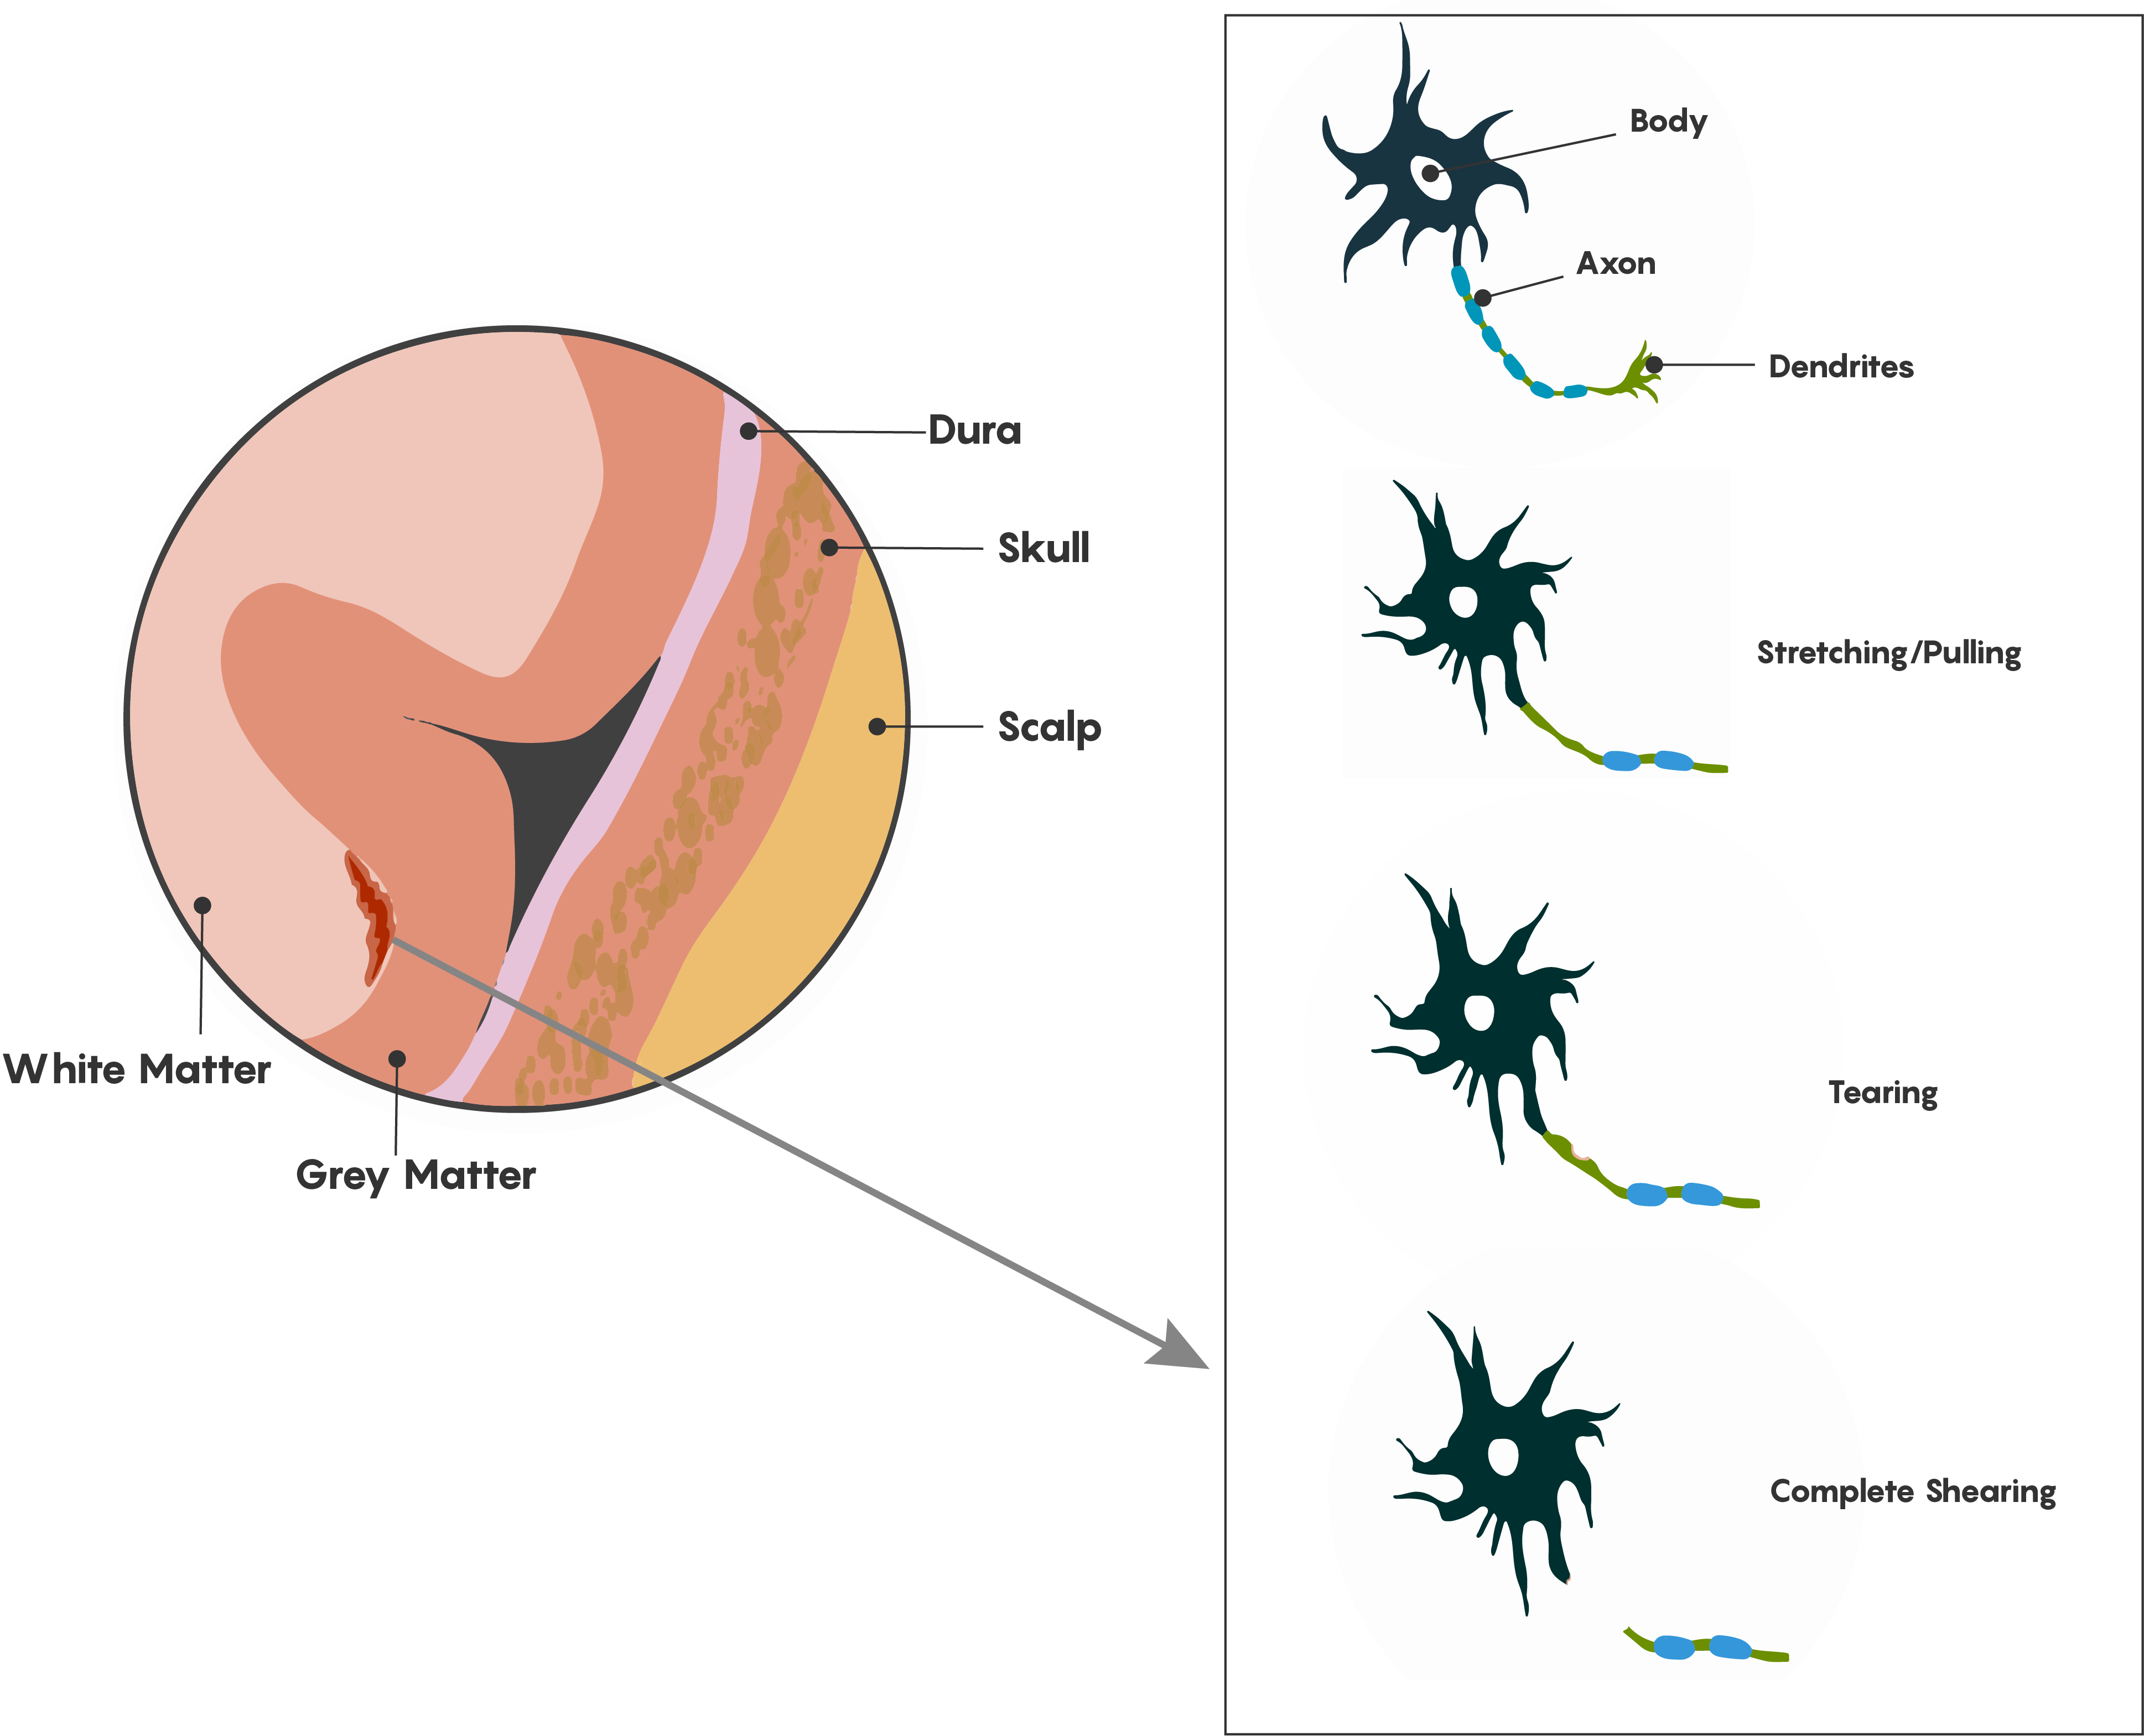 Dura
Skull
Scalp
White Matter
Grey Matter
Body
Axon
Dendrites
Stretching/Pulling
Tearing
Complete Shearing